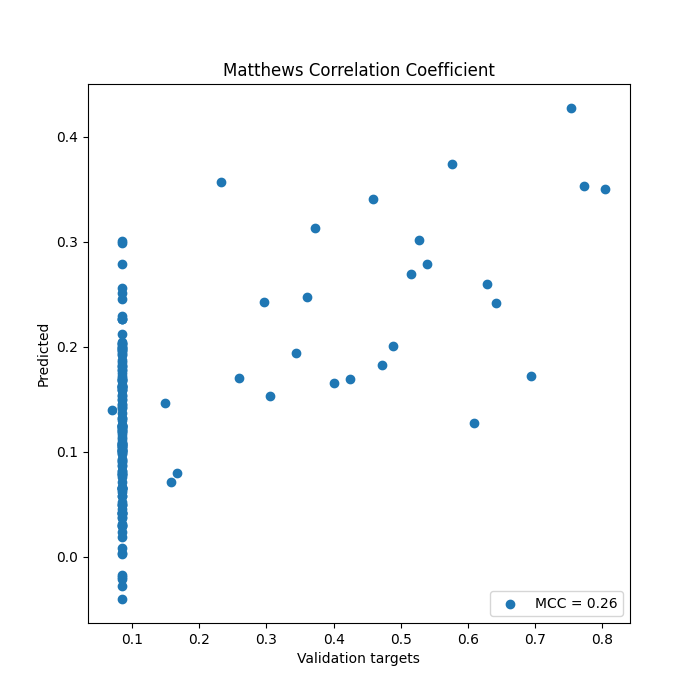 Matthews Correlation Coefficient
0.4
0.3
0.2
0.1
0.0
Predicted
MCC = 0.26
0.1 0.2 0.3 0.4 0.5 0.6 0.7 0.8
Validation targets